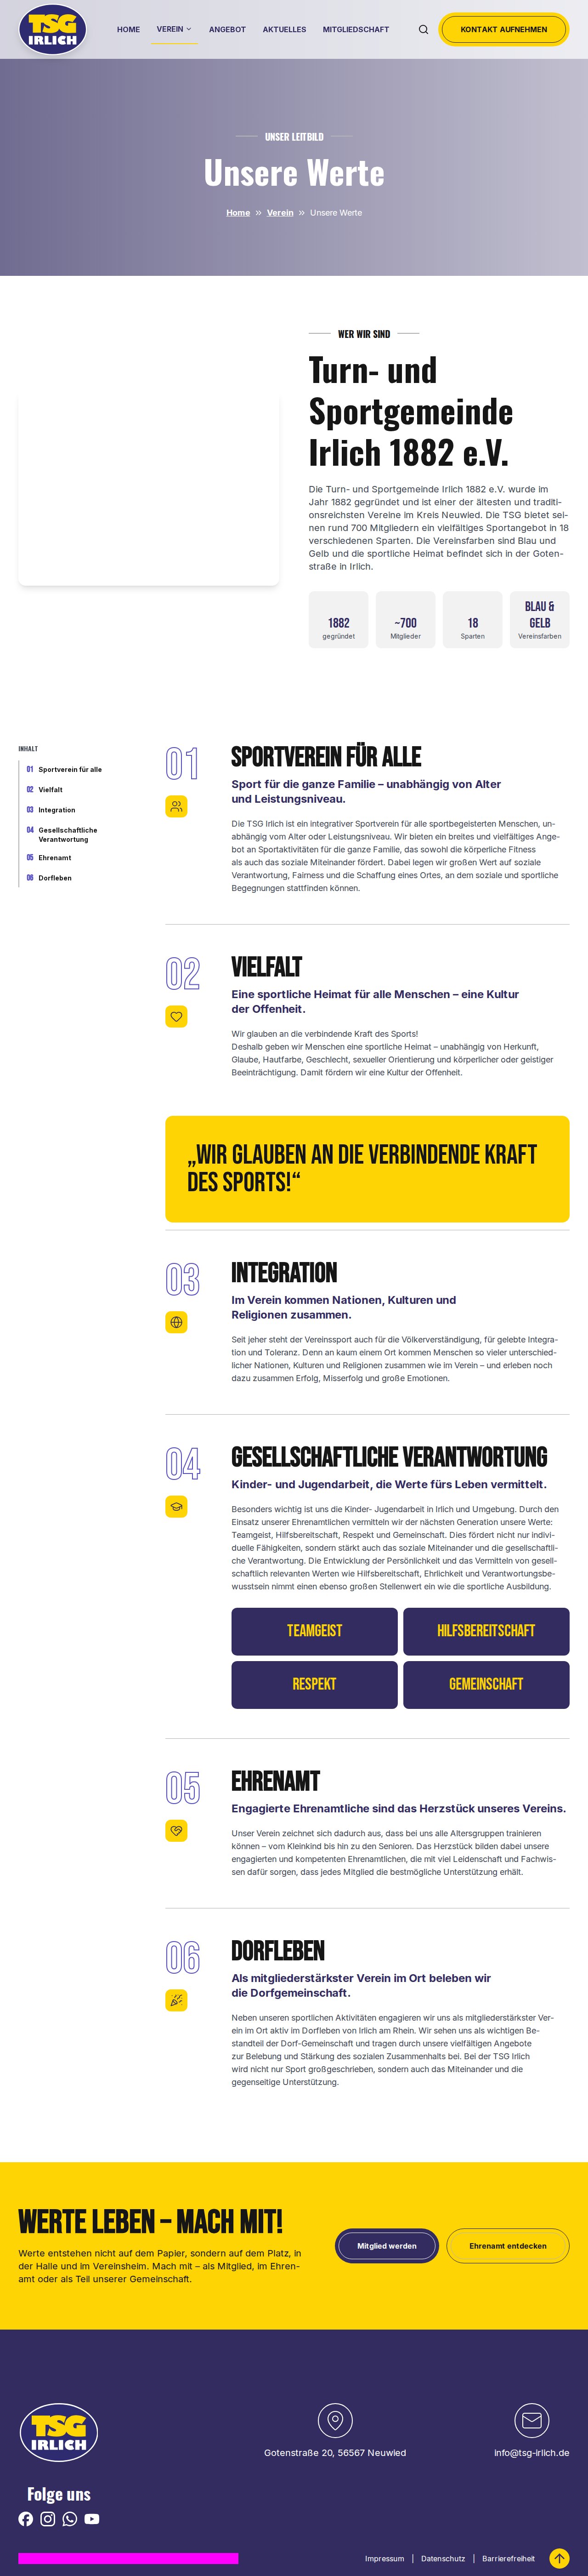 TSG
IRLICH
HOME
VEREIN
ANGEBOT
AKTUELLES
MITGLIEDSCHAFT
KONTAKT AUFNEHMEN
UNSER LEITBILD
Unsere Werte
Home » Verein » Unsere Werte
WER WIR SIND
Turn- und
Sportgemeinde
Irlich 1882 e.V.
Die Turn- und Sportgemeinde Irlich 1882 e.V. wurde im
Jahr 1882 gegründet und ist einer der ältesten und traditi-
onsreichsten Vereine im Kreis Neuwied. Die TSG bietet sei-
nen rund 700 Mitgliedern ein vielfältiges Sportangebot in 18
verschiedenen Sparten. Die Vereinsfarben sind Blau und
Gelb und die sportliche Heimat befindet sich in der Goten-
straße in Irlich.
1882
gegründet
~700
Mitglieder
18
Sparten
BLAU &
GELB
Vereinsfarben
INHALT
01 Sportverein für alle
02 Vielfalt
03 Integration
04 Gesellschaftliche
Verantwortung
05 Ehrenamt
06 Dorfleben
01
SPORTVEREIN FÜR ALLE
Sport für die ganze Familie – unabhängig von Alter
und Leistungsniveau.
Die TSG Irlich ist ein integrativer Sportverein für alle sportbegeisterten Menschen, un-
abhängig vom Alter oder Leistungsniveau. Wir bieten ein breites und vielfältiges Ange-
bot an Sportaktivitäten für die ganze Familie, das sowohl die körperliche Fitness
als auch das soziale Miteinander fördert. Dabei legen wir großen Wert auf soziale
Verantwortung, Fairness und die Schaffung eines Ortes, an dem soziale und sportliche
Begegnungen stattfinden können.
02
VIELFALT
Eine sportliche Heimat für alle Menschen – eine Kultur
der Offenheit.
Wir glauben an die verbindende Kraft des Sports!
Deshalb geben wir Menschen eine sportliche Heimat – unabhängig von Herkunft,
Glaube, Hautfarbe, Geschlecht, sexueller Orientierung und körperlicher oder geistiger
Beeinträchtigung. Damit fördern wir eine Kultur der Offenheit.
„WIR GLAUBEN AN DIE VERBINDENDE KRAFT
DES SPORTS!“
03
INTEGRATION
Im Verein kommen Nationen, Kulturen und
Religionen zusammen.
Seit jeher steht der Vereinssport auch für die Völkerverständigung, für gelebte Integra-
tion und Toleranz. Denn an kaum einem Ort kommen Menschen so vieler unterschied-
licher Nationen, Kulturen und Religionen zusammen wie im Verein – und erleben noch
dazu zusammen Erfolg, Misserfolg und große Emotionen.
04
GESELLSCHAFTLICHE VERANTWORTUNG
Kinder- und Jugendarbeit, die Werte fürs Leben vermittelt.
Besonders wichtig ist uns die Kinder- Jugendarbeit in Irlich und Umgebung. Durch den
Einsatz unserer Ehrenamtlichen vermitteln wir der nächsten Generation unsere Werte:
Teamgeist, Hilfsbereitschaft, Respekt und Gemeinschaft. Dies fördert nicht nur indivi-
duelle Fähigkeiten, sondern stärkt auch das soziale Miteinander und die gesellschaftli-
che Verantwortung. Die Entwicklung der Persönlichkeit und das Vermitteln von gesell-
schaftlich relevanten Werten wie Hilfsbereitschaft, Ehrlichkeit und Verantwortungsbe-
wusstsein nimmt einen ebenso großen Stellenwert ein wie die sportliche Ausbildung.
TEAMGEIST
HILFSBEREITSCHAFT
RESPEKT
GEMEINSCHAFT
05
EHRENAMT
Engagierte Ehrenamtliche sind das Herzstück unseres Vereins.
Unser Verein zeichnet sich dadurch aus, dass bei uns alle Altersgruppen trainieren
können – vom Kleinkind bis hin zu den Senioren. Das Herzstück bilden dabei unsere
engagierten und kompetenten Ehrenamtlichen, die mit viel Leidenschaft und Fachwis-
sen dafür sorgen, dass jedes Mitglied die bestmögliche Unterstützung erhält.
06
DORFLEBEN
Als mitgliederstärkster Verein im Ort beleben wir
die Dorfgemeinschaft.
Neben unseren sportlichen Aktivitäten engagieren wir uns als mitgliederstärkster Ver-
ein im Ort aktiv im Dorfleben von Irlich am Rhein. Wir sehen uns als wichtigen Be-
standteil der Dorf-Gemeinschaft und tragen durch unsere vielfältigen Angebote
zur Belebung und Stärkung des sozialen Zusammenhalts bei. Bei der TSG Irlich
wird nicht nur Sport großgeschrieben, sondern auch das Miteinander und die
gegenseitige Unterstützung.
WERTE LEBEN – MACH MIT!
Werte entstehen nicht auf dem Papier, sondern auf dem Platz, in
der Halle und im Vereinsheim. Mach mit – als Mitglied, im Ehren-
amt oder als Teil unserer Gemeinschaft.
Mitglied werden
Ehrenamt entdecken
TSG
IRLICH
Gotenstraße 20, 56567 Neuwied
info@tsg-irlich.de
Folge uns
Impressum | Datenschutz | Barrierefreiheit